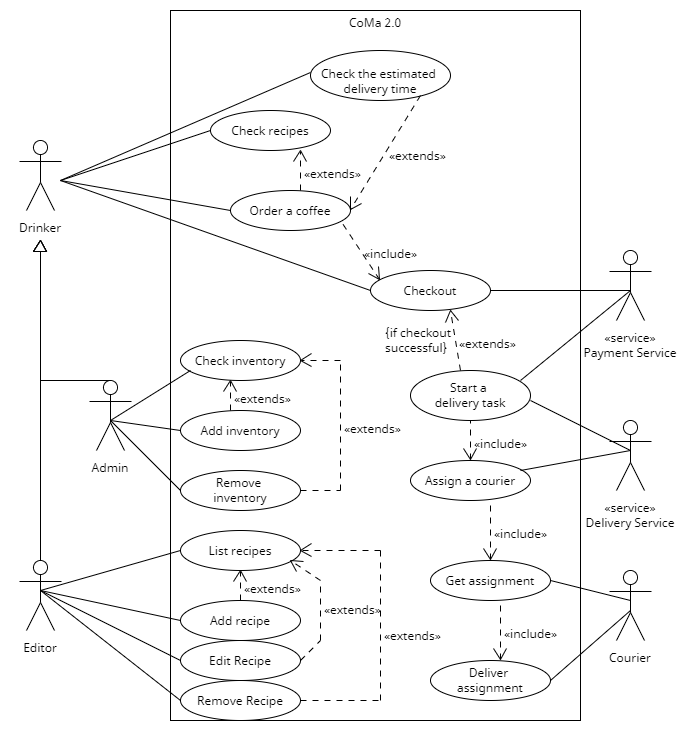 CoMa 2.0
Check the estimated
delivery time
Check recipes
«extends»
«extends»
Drinker
Order a coffee
«include»
Checkout
{if checkout
successful}
«extends»
«service»
Payment Service
Check inventory
«extends»
Start a
delivery task
Add inventory
«extends»
«include»
Admin
Remove
inventory
Assign a courier
«service»
Delivery Service
«include»
List recipes
«extends»
Get assignment
Add recipe
«extends»
«extends»
«include»
Editor
Edit Recipe
Courier
Deliver
assignment
Remove Recipe